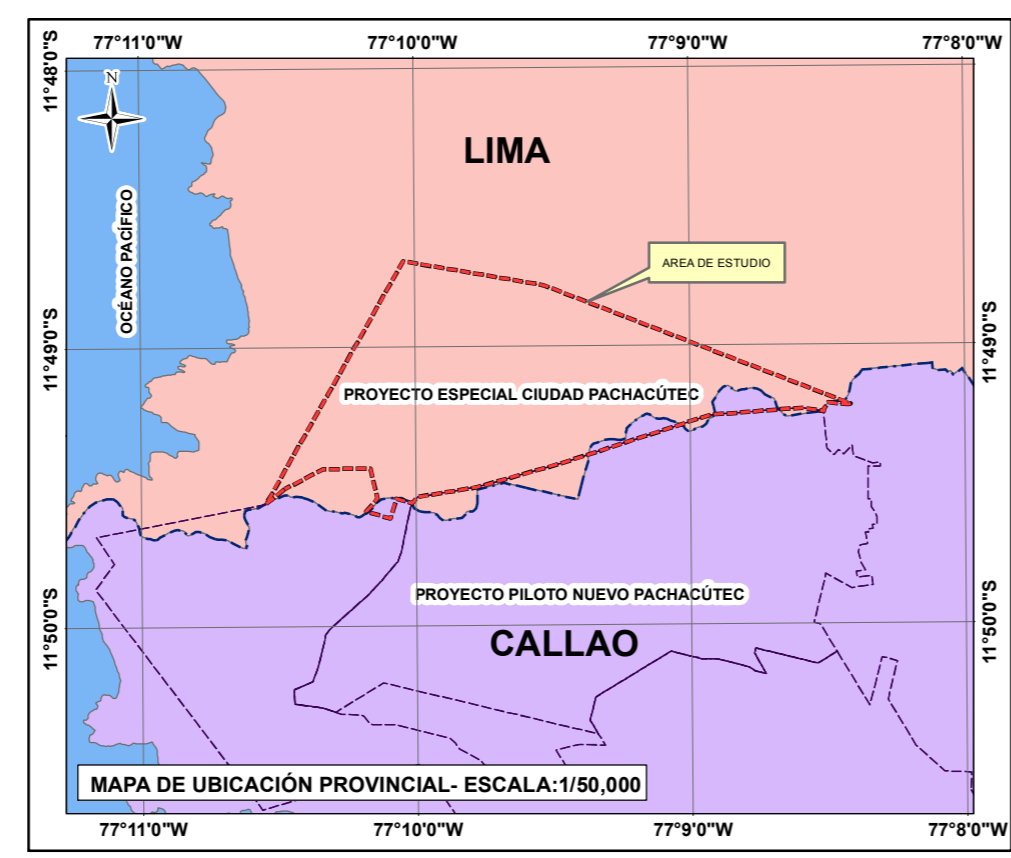 77°11'0"W 77°10'0"W 77°9'0"W 77°8'0"W
11°48'0"S
N
LIMA
OCÉANO PACÍFICO
AREA DE ESTUDIO
11°49'0"S 11°49'0"S
PROYECTO ESPECIAL CIUDAD PACHACÚTEC
PROYECTO PILOTO NUEVO PACHACÚTEC
11°50'0"S 11°50'0"S
CALLAO
MAPA DE UBICACIÓN PROVINCIAL- ESCALA:1/50,000
77°11'0"W 77°10'0"W 77°9'0"W 77°8'0"W